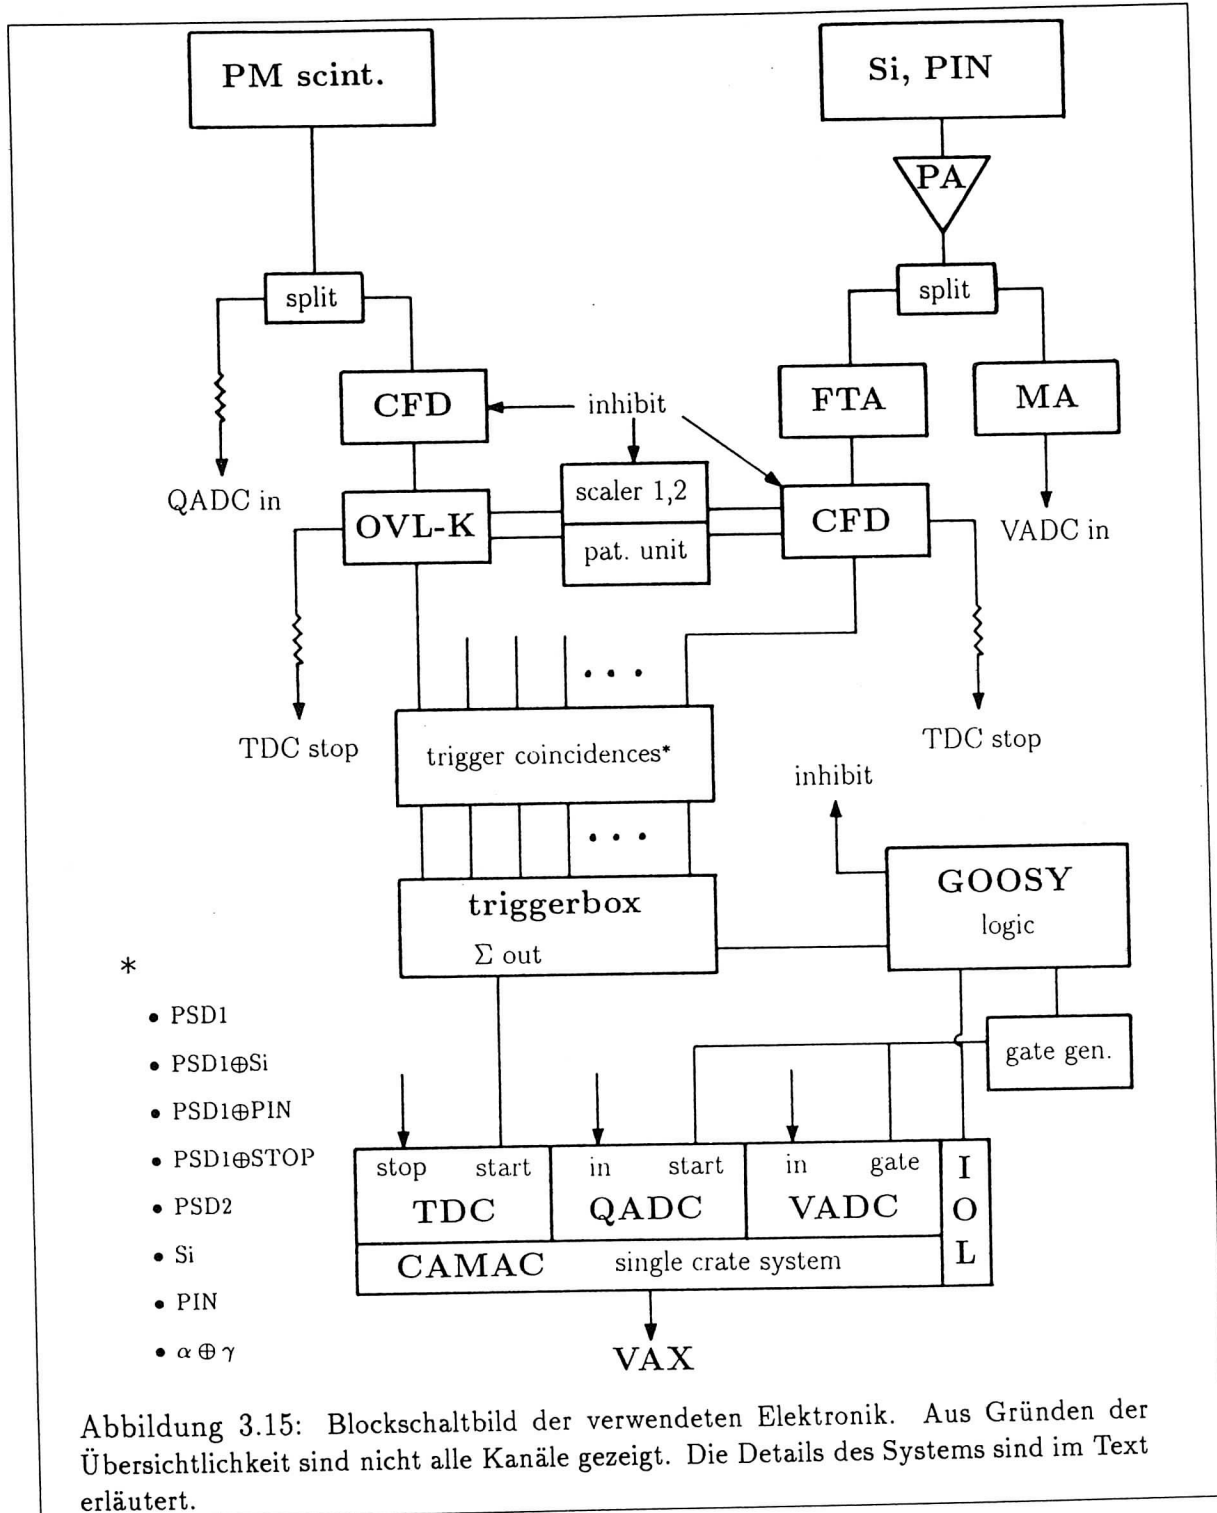 PM scint.
Si, PIN
PA
split
split
CFD
inhibit
FTA
MA
QADC in
OVL-K
scaler 1,2
pat. unit
CFD
VADC in
TDC stop
trigger coincidences*
TDC stop
inhibit
triggerbox
Σ out
GOOSY
logic
gate gen.
*
• PSD1
• PSD1⊕Si
• PSD1⊕PIN
• PSD1⊕STOP
• PSD2
• Si
• PIN
• α ⊕ γ
stop start
TDC
in start
QADC
in gate
VADC
I
O
L
CAMAC single crate system
VAX
Abbildung 3.15: Blockschaltbild der verwendeten Elektronik. Aus Gründen der
Übersichtlichkeit sind nicht alle Kanäle gezeigt. Die Details des Systems sind im Text
erläutert.